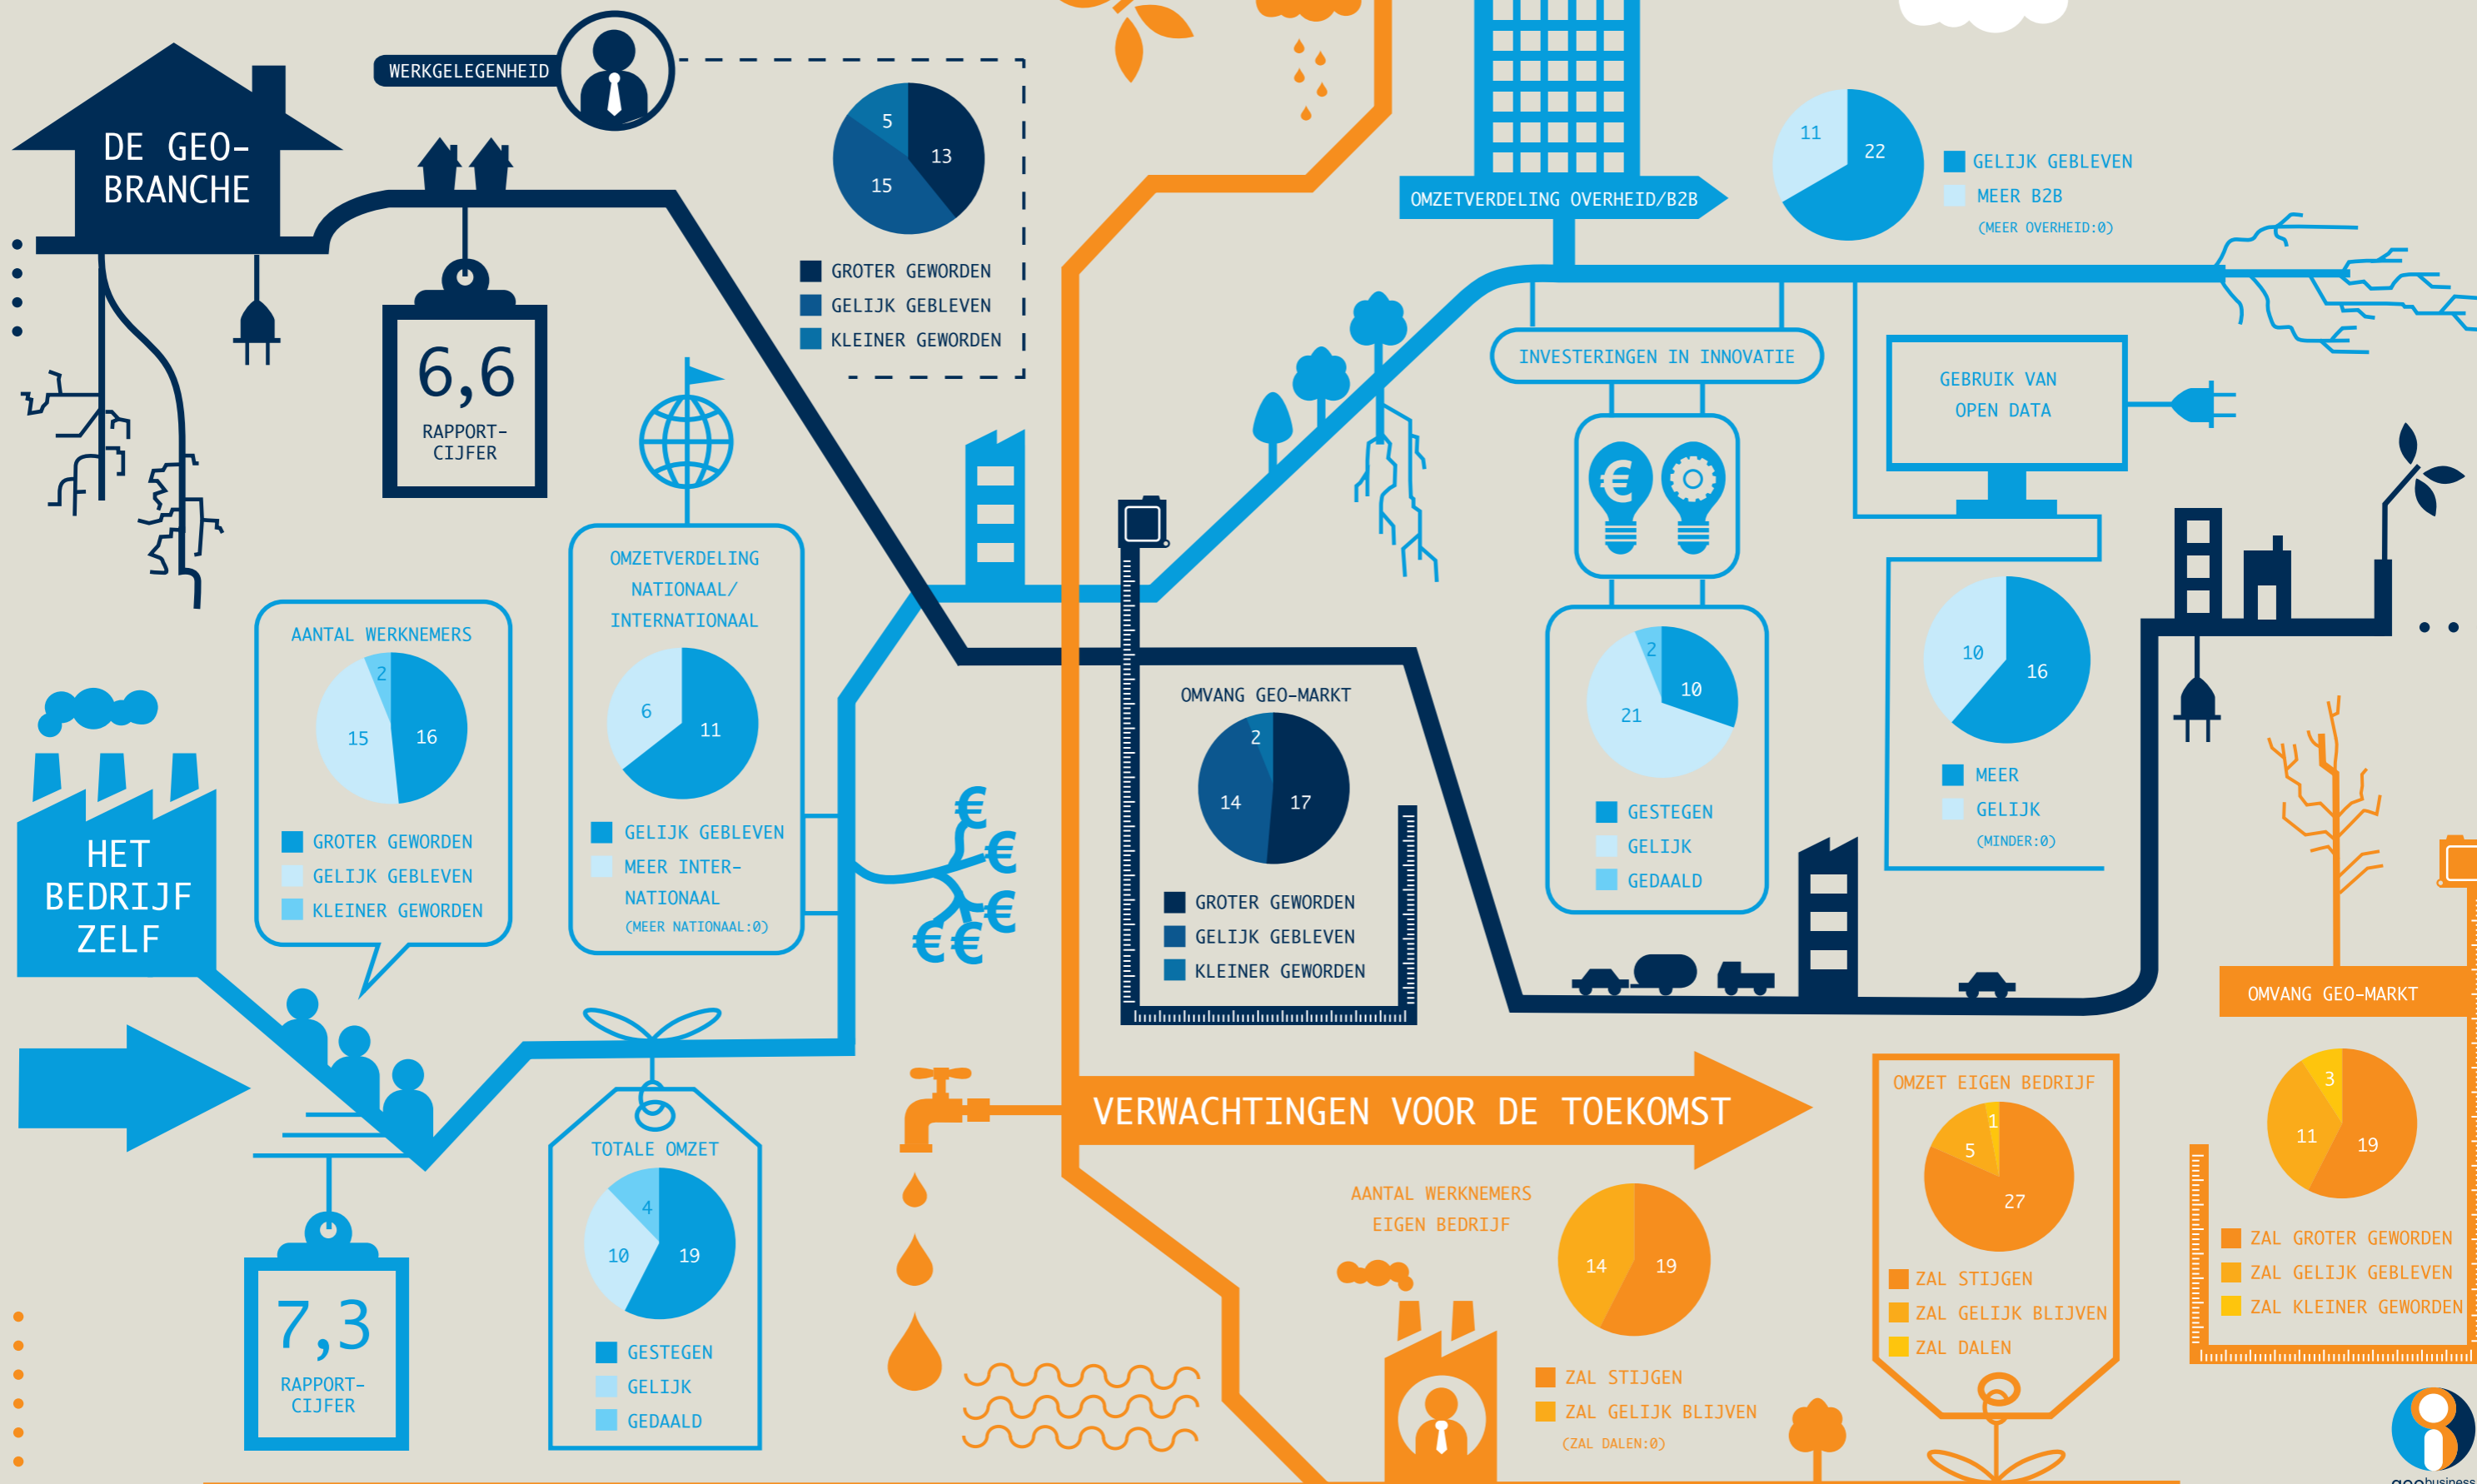 DE GEO-
BRANCHE
WERKGELEGENHEID
5
13
15
GROTER GEWORDEN
GELIJK GEBLEVEN
KLEINER GEWORDEN
6,6
RAPPORT-
CIJFER
OMZETVERDELING OVERHEID/B2B
11
22
GELIJK GEBLEVEN
MEER B2B
(MEER OVERHEID:0)
INVESTERINGEN IN INNOVATIE
€
2
10
21
GESTEGEN
GELIJK
GEDAALD
GEBRUIK VAN
OPEN DATA
10
16
MEER
GELIJK
(MINDER:0)
OMVANG GEO-MARKT
2
14
17
GROTER GEWORDEN
GELIJK GEBLEVEN
KLEINER GEWORDEN
HET
BEDRIJF
ZELF
AANTAL WERKNEMERS
2
15
16
GROTER GEWORDEN
GELIJK GEBLEVEN
KLEINER GEWORDEN
OMZETVERDELING
NATIONAAL/
INTERNATIONAAL
6
11
GELIJK GEBLEVEN
MEER INTER-
NATIONAAL
(MEER NATIONAAL:0)
€
€
€
€€
7,3
RAPPORT-
CIJFER
TOTALE OMZET
4
10
19
GESTEGEN
GELIJK
GEDAALD
VERWACHTINGEN VOOR DE TOEKOMST
AANTAL WERKNEMERS
EIGEN BEDRIJF
14
19
ZAL STIJGEN
ZAL GELIJK BLIJVEN
(ZAL DALEN:0)
OMZET EIGEN BEDRIJF
1
5
27
ZAL STIJGEN
ZAL GELIJK BLIJVEN
ZAL DALEN
OMVANG GEO-MARKT
3
11
19
ZAL GROTER GEWORDEN
ZAL GELIJK GEBLEVEN
ZAL KLEINER GEWORDEN
geobusiness